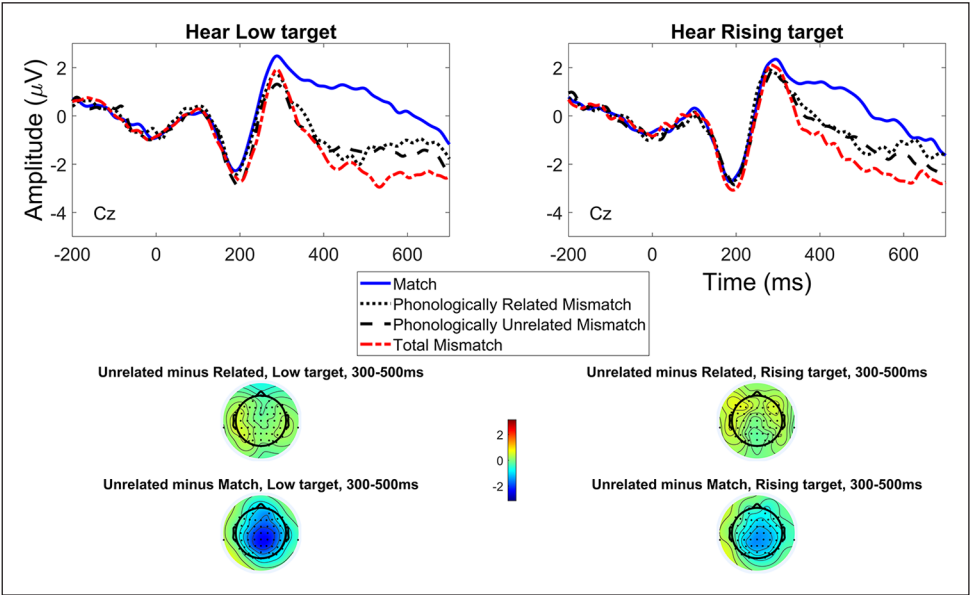 Hear Low target
Hear Rising target
Amplitude (μV)
2
0
-2
-4
Cz
-200 0 200 400 600
2
0
-2
-4
Cz
-200 0 200 400 600
Time (ms)
Match
Phonologically Related Mismatch
Phonologically Unrelated Mismatch
Total Mismatch
Unrelated minus Related, Low target, 300-500ms
Unrelated minus Related, Rising target, 300-500ms
2
0
-2
Unrelated minus Match, Low target, 300-500ms
Unrelated minus Match, Rising target, 300-500ms